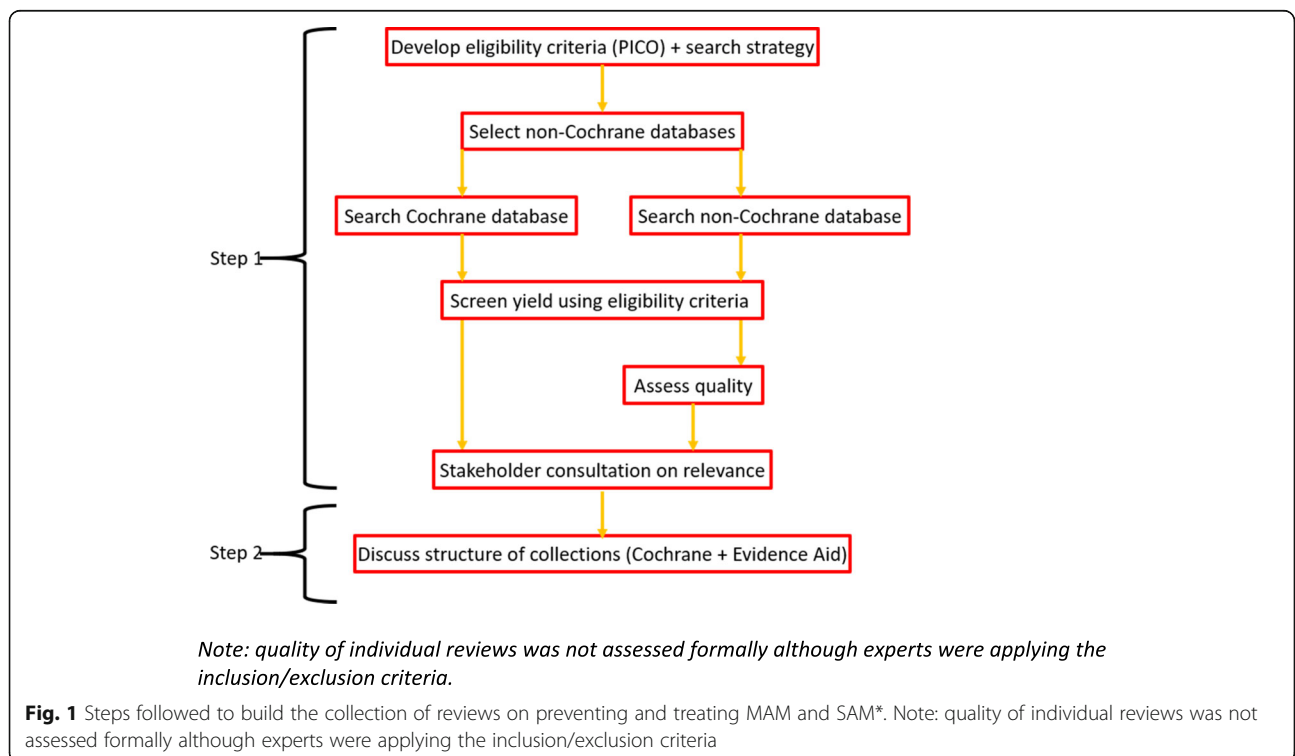 Develop eligibility criteria (PICO) + search strategy
Select non-Cochrane databases
Search Cochrane database
Search non-Cochrane database
Step 1
Screen yield using eligibility criteria
Assess quality
Stakeholder consultation on relevance
Step 2
Discuss structure of collections (Cochrane + Evidence Aid)
Note: quality of individual reviews was not assessed formally although experts were applying the
inclusion/exclusion criteria.
Fig. 1 Steps followed to build the collection of reviews on preventing and treating MAM and SAM*. Note: quality of individual reviews was not
assessed formally although experts were applying the inclusion/exclusion criteria